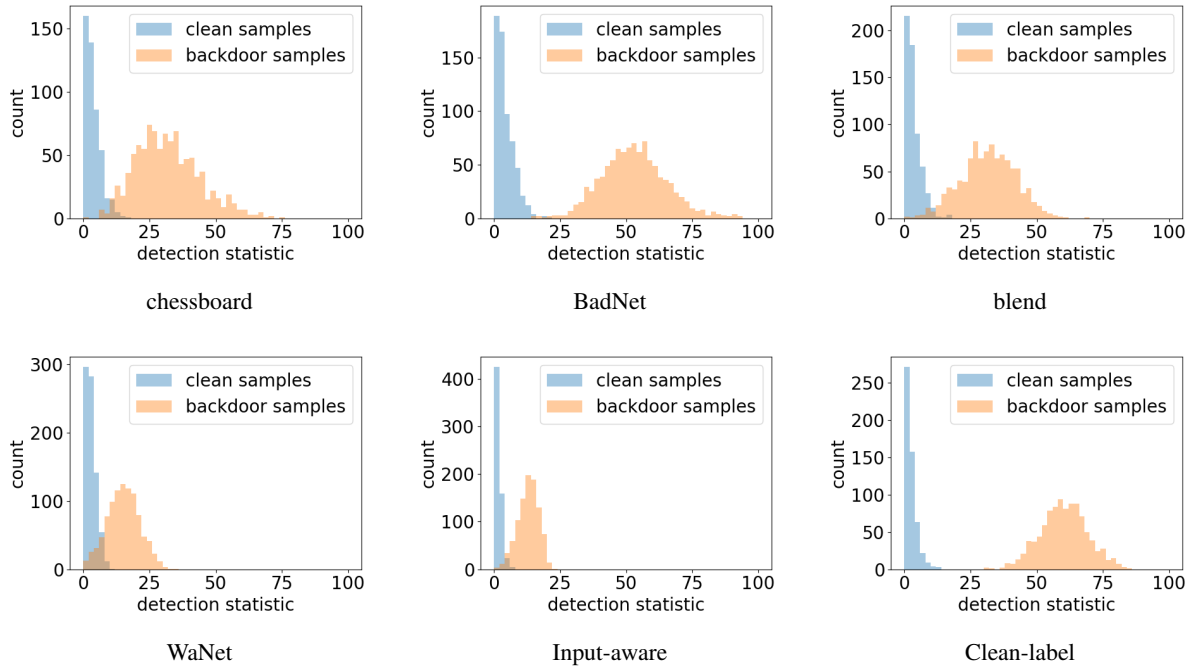 150
100
50
0
count
clean samples
backdoor samples
0 25 50 75 100
detection statistic
chessboard
150
100
50
0
count
clean samples
backdoor samples
0 25 50 75 100
detection statistic
BadNet
200
150
100
50
0
count
clean samples
backdoor samples
0 25 50 75 100
detection statistic
blend
300
200
100
0
count
clean samples
backdoor samples
0 25 50 75 100
detection statistic
WaNet
400
300
200
100
0
count
clean samples
backdoor samples
0 25 50 75 100
detection statistic
Input-aware
250
200
150
100
50
0
count
clean samples
backdoor samples
0 25 50 75 100
detection statistic
Clean-label